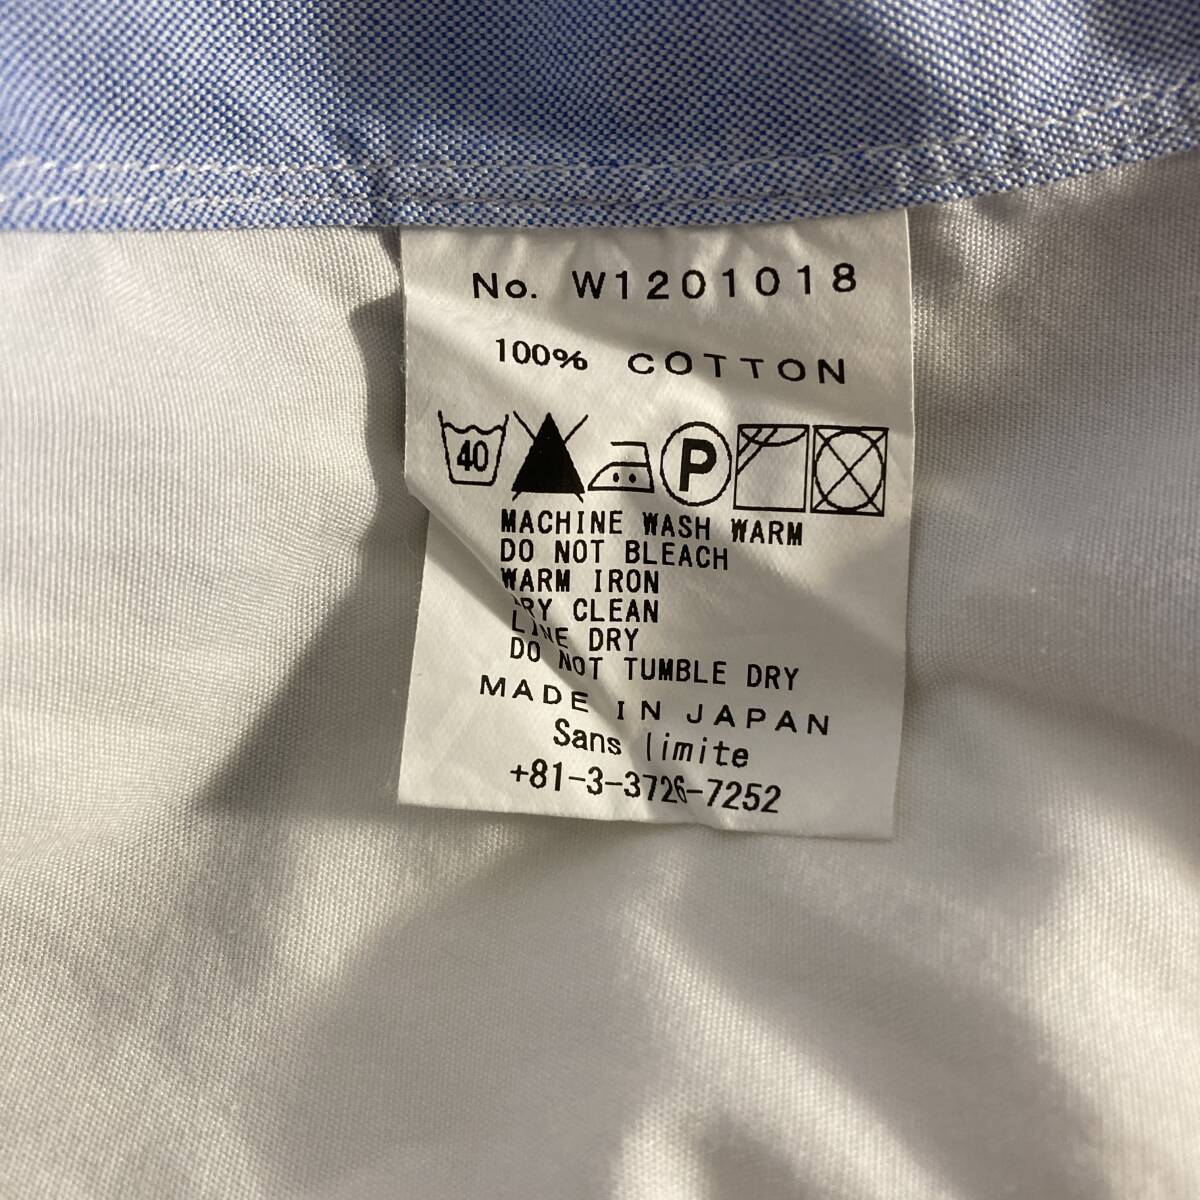 No. W1201018
100% COTTON
40 P
MACHINE WASH WARM
DO NOT BLEACH
WARM IRON
DRY CLEAN
LINE DRY
DO NOT TUMBLE DRY
MADE IN JAPAN
Sans limite
+81-3-3726-7252